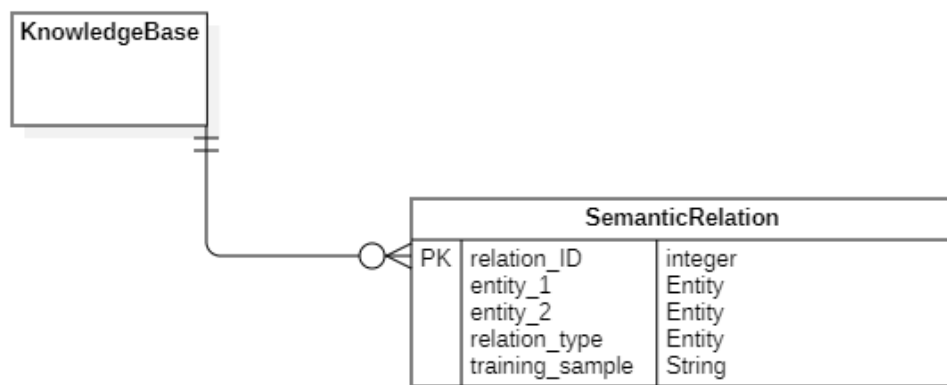 KnowledgeBase
SemanticRelation
PK relation_ID integer
entity_1 Entity
entity_2 Entity
relation_type Entity
training_sample String